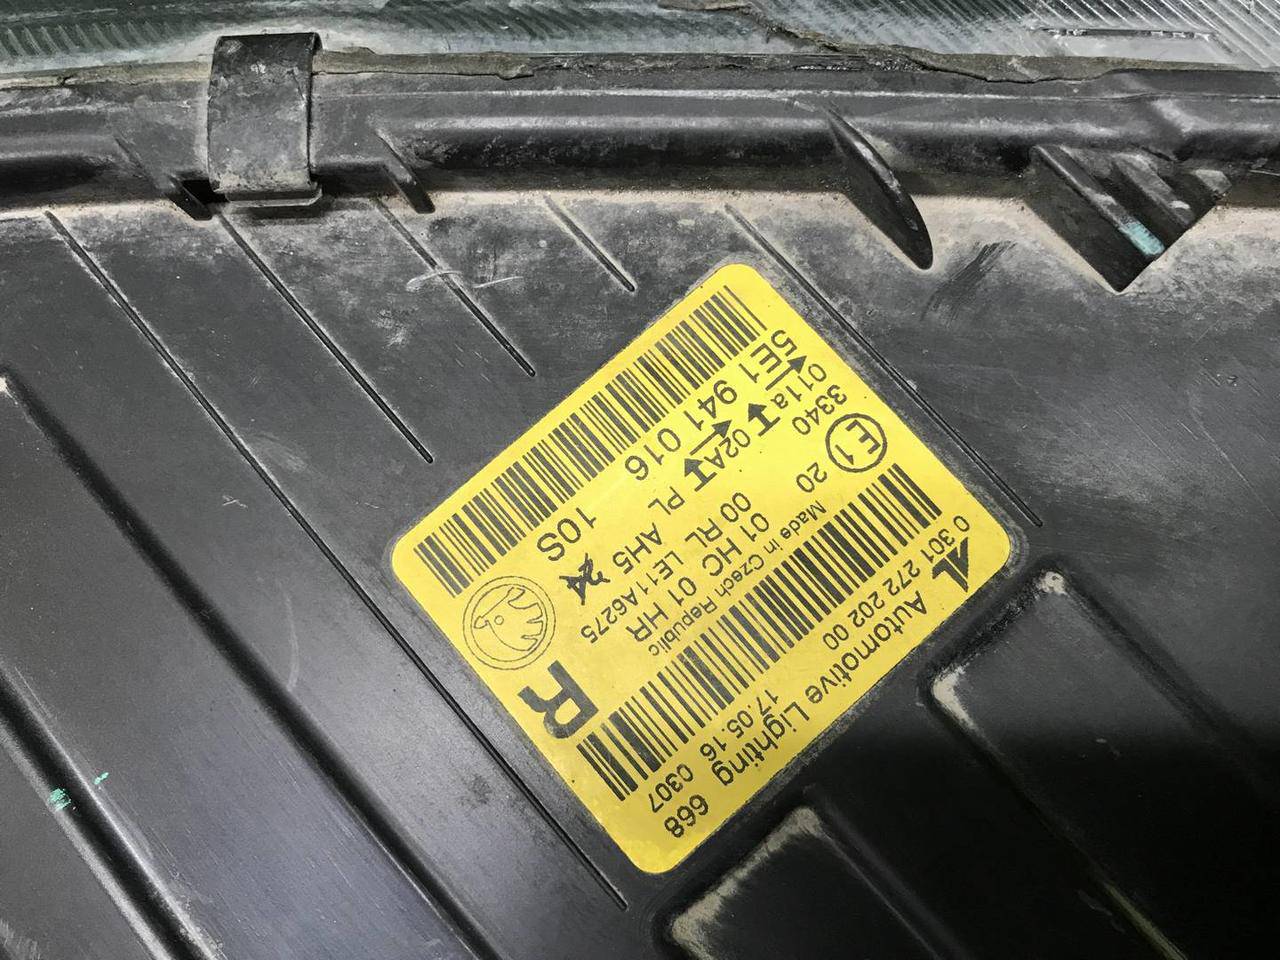 Automotive Lighting 668
0 301 272 202 00 17.05.16 0307
E1 20 Made in Czech Republic
3340 01 HC 01 HR
011a 02A 00 RL LE11A6275
PL AH5
5E1 941 016 10S
R